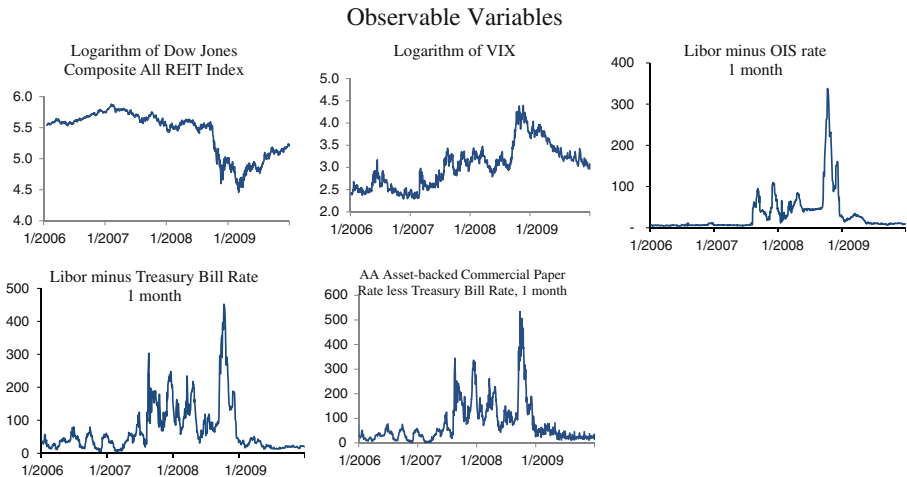 Observable Variables
Logarithm of Dow Jones
Composite All REIT Index
6.0
5.5
5.0
4.5
4.0
1/2006 1/2007 1/2008 1/2009
Logarithm of VIX
5.0
4.5
4.0
3.5
3.0
2.5
2.0
1/2006 1/2007 1/2008 1/2009
Libor minus OIS rate
1 month
400
300
200
100
-
1/2006 1/2007 1/2008 1/2009
Libor minus Treasury Bill Rate
1 month
500
400
300
200
100
0
1/2006 1/2007 1/2008 1/2009
AA Asset-backed Commercial Paper
Rate less Treasury Bill Rate, 1 month
600
500
400
300
200
100
0
1/2006 1/2007 1/2008 1/2009